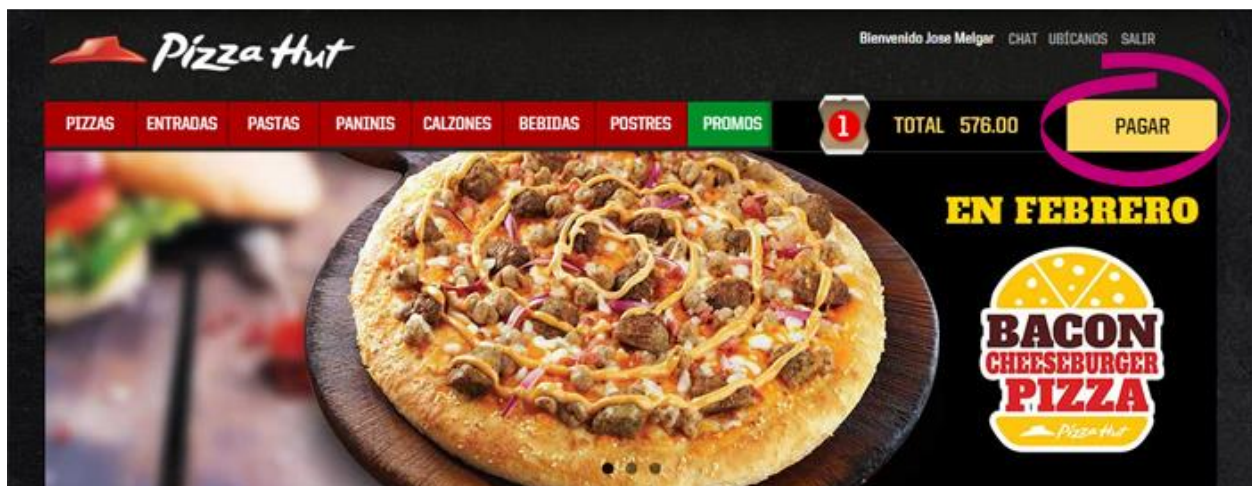 Pizza Hut
Bienvenido Jose Melgar CHAT UBÍCANOS SALIR
PIZZAS ENTRADAS PASTAS PANINIS CALZONES BEBIDAS POSTRES PROMOS 1 TOTAL 576.00 PAGAR
EN FEBRERO
BACON
CHEESEBURGER
PIZZA
Pizza Hut